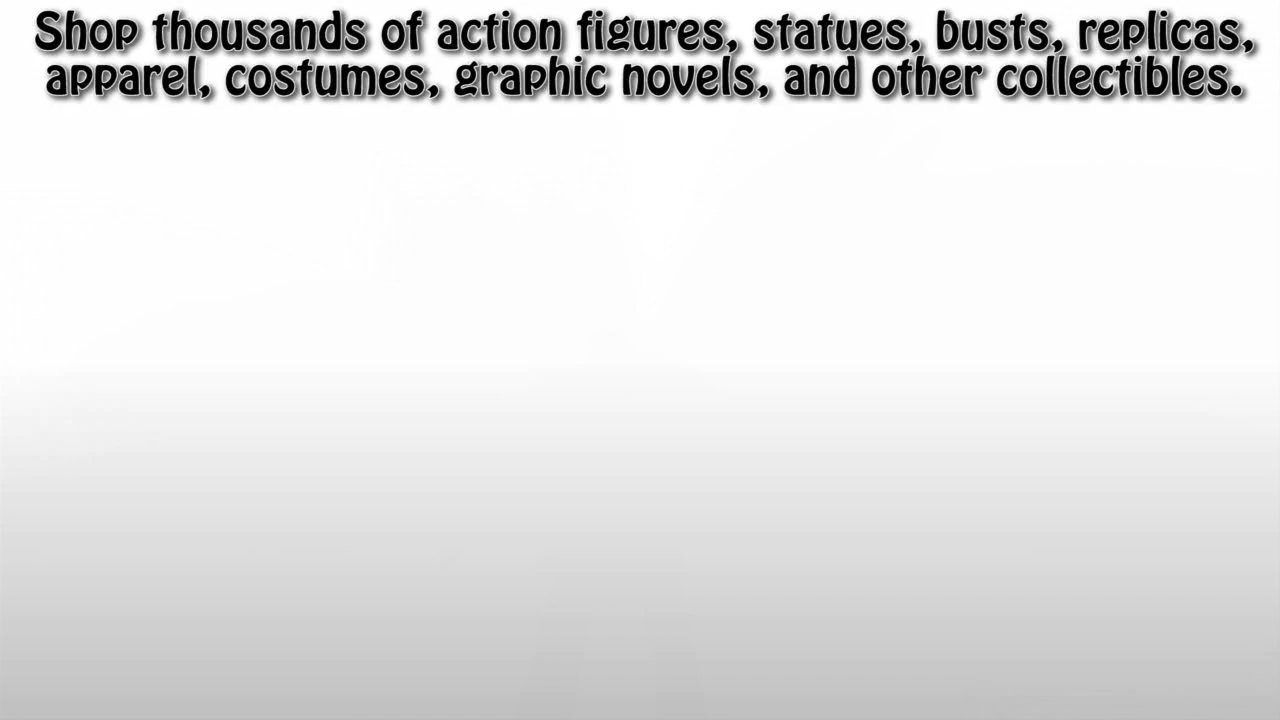 Shop thousands of action figures, statues, busts, replicas,
apparel, costumes, graphic novels, and other collectibles.